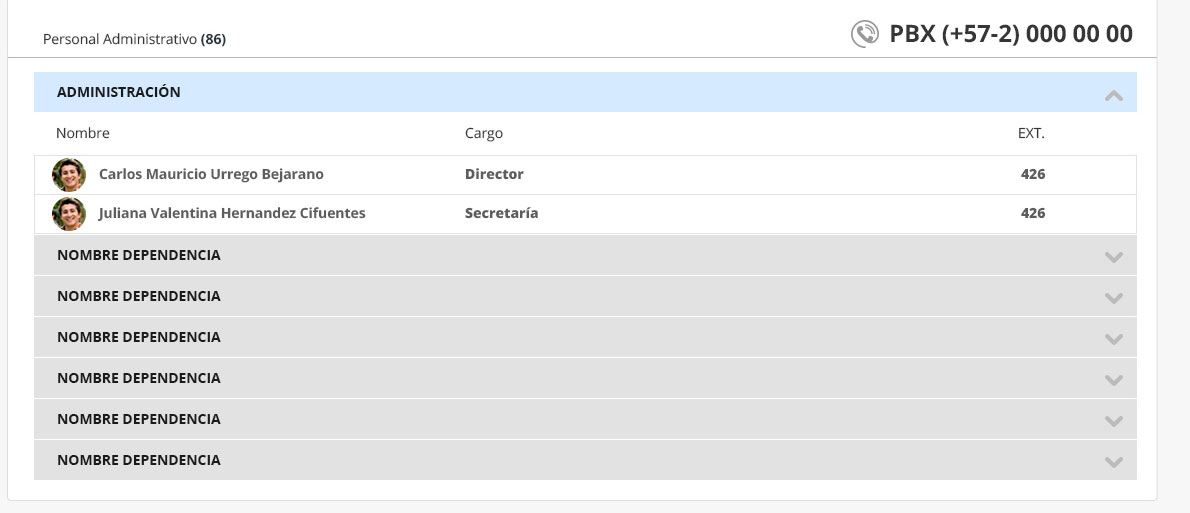 Personal Administrativo (86)
PBX (+57-2) 000 00 00
ADMINISTRACIÓN
Nombre Cargo EXT.
Carlos Mauricio Urrego Bejarano Director 426
Juliana Valentina Hernandez Cifuentes Secretaría 426
NOMBRE DEPENDENCIA
NOMBRE DEPENDENCIA
NOMBRE DEPENDENCIA
NOMBRE DEPENDENCIA
NOMBRE DEPENDENCIA
NOMBRE DEPENDENCIA